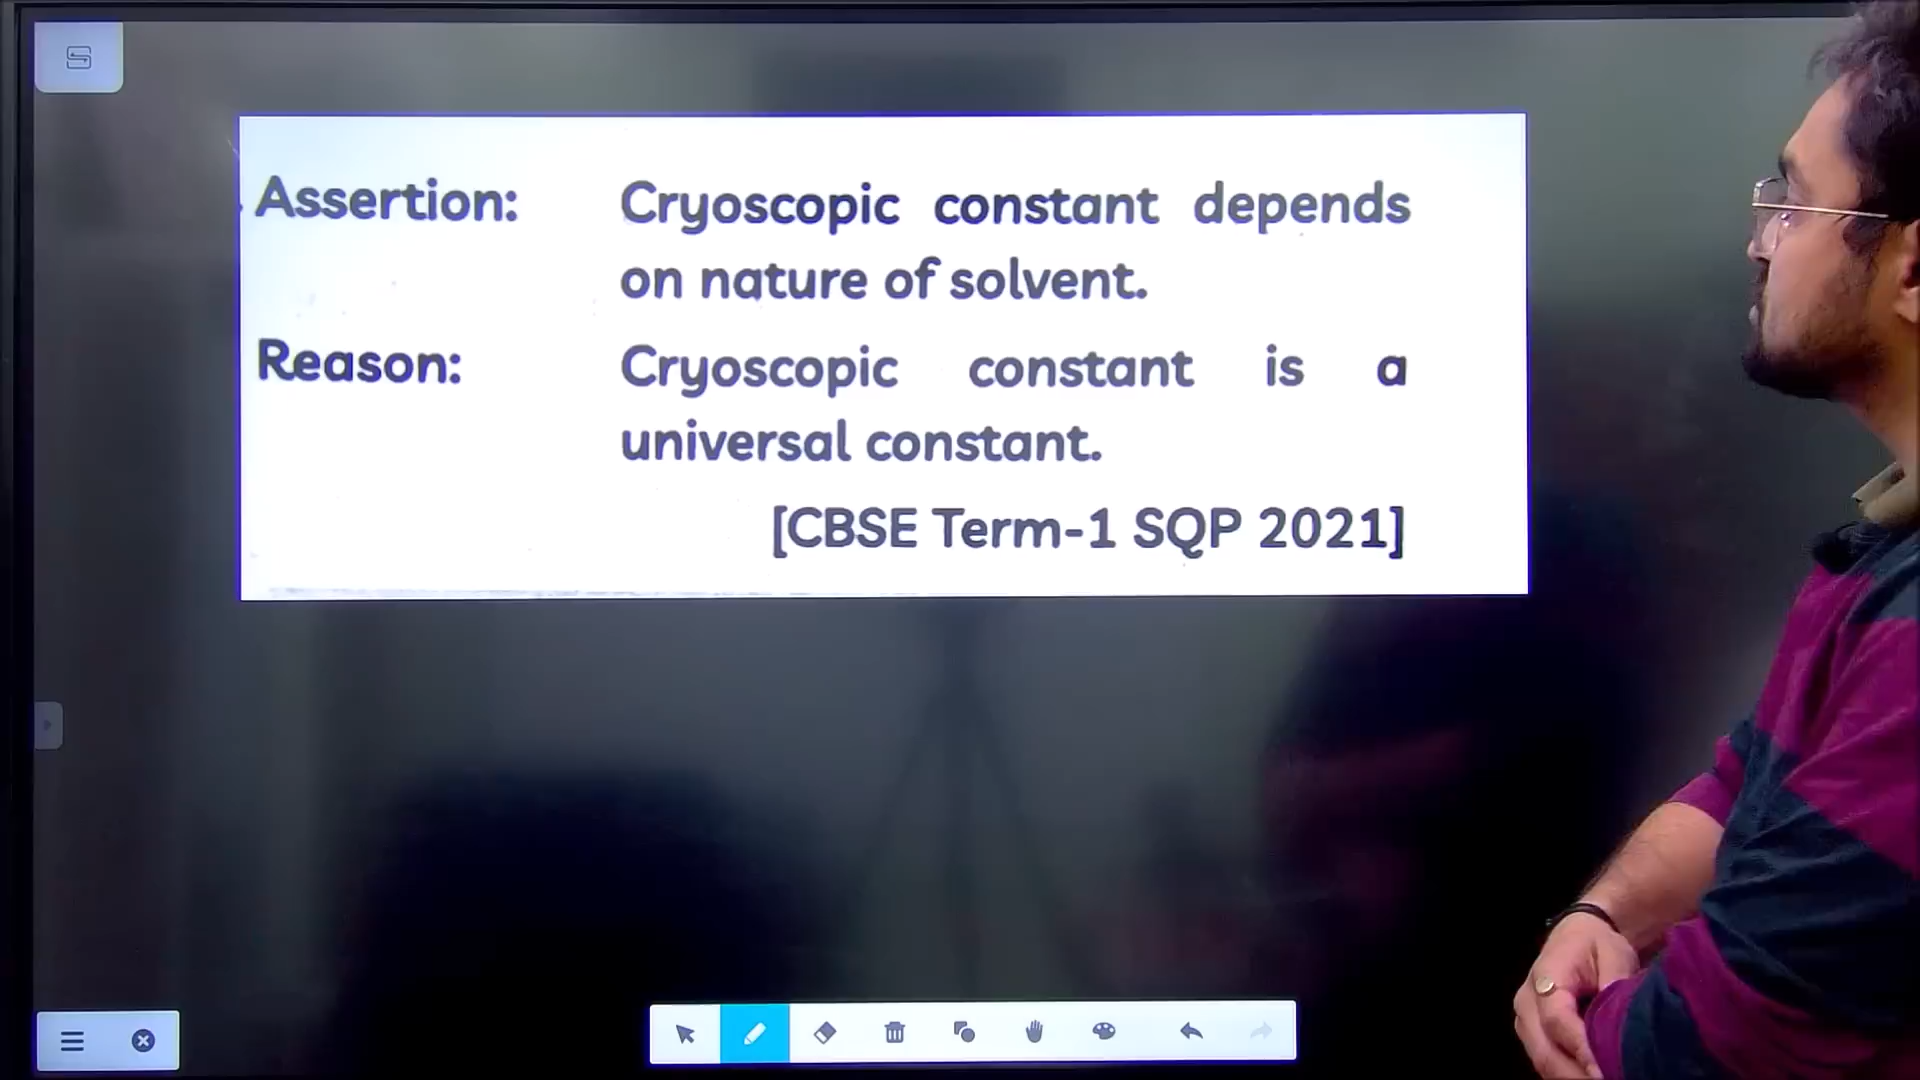 Assertion: Cryoscopic constant depends
on nature of solvent.
Reason: Cryoscopic constant is a
universal constant.
[CBSE Term-1 SQP 2021]